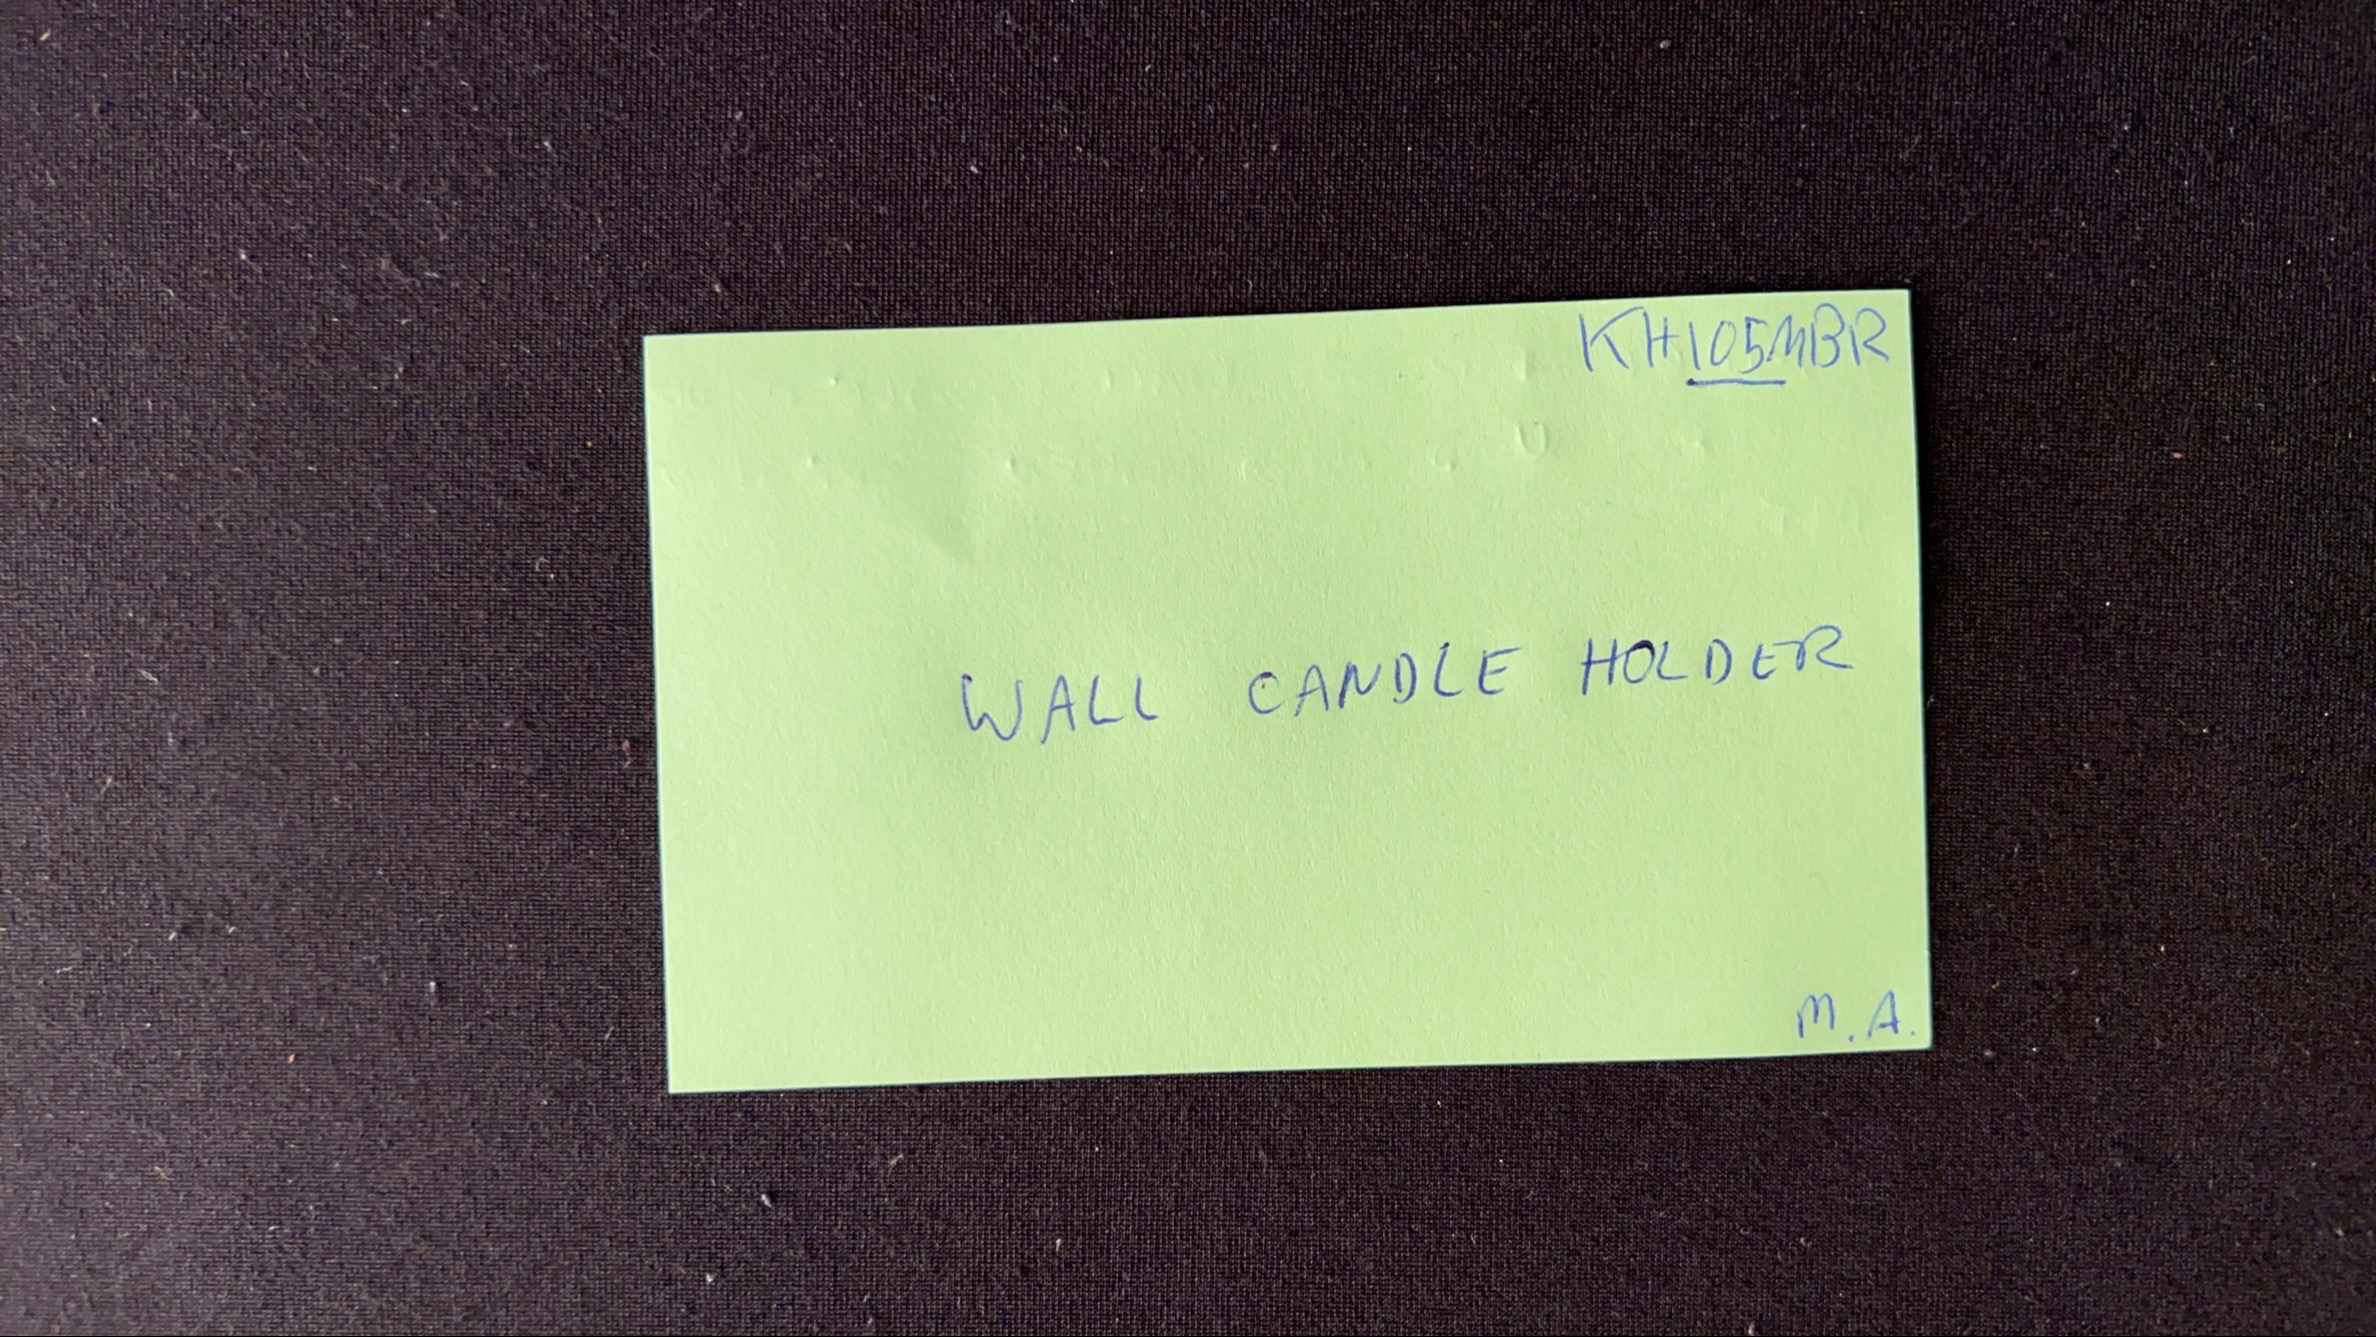 KH105MBR
WALL CANDLE HOLDER
M.A.